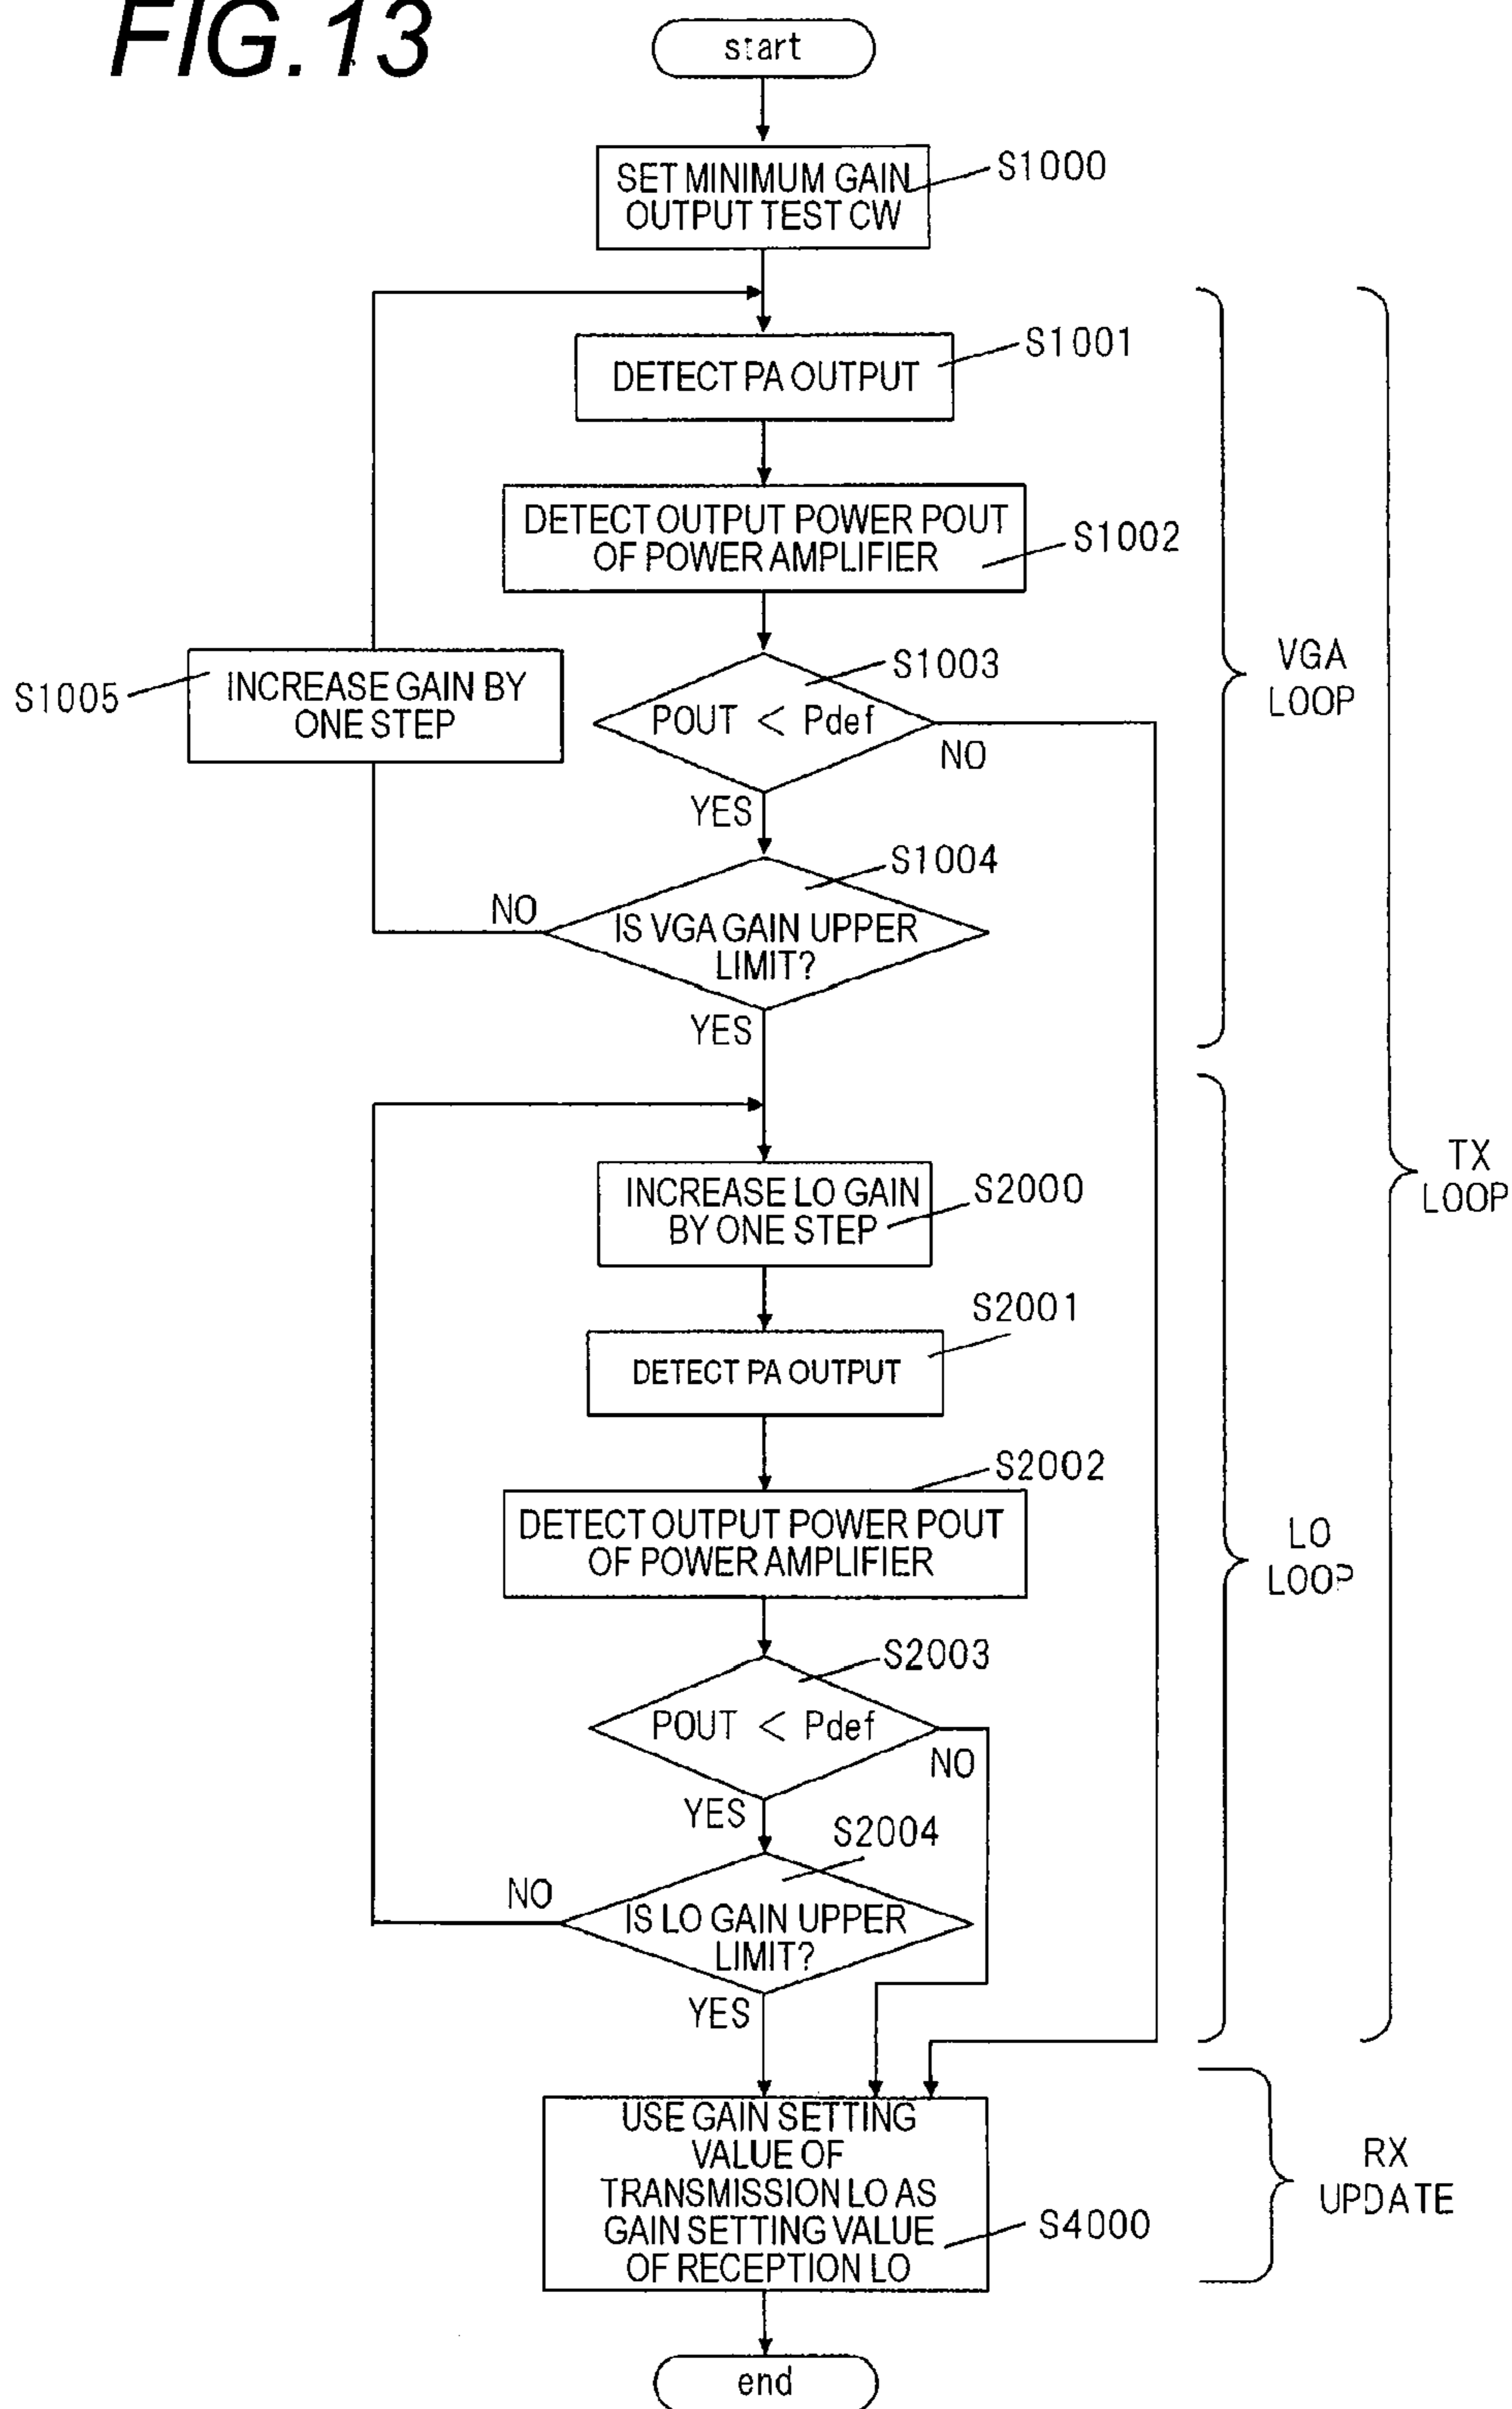 FIG.13
start
SET MINIMUM GAIN
OUTPUT TEST CW
S1000
DETECT PA OUTPUT
S1001
DETECT OUTPUT POWER POUT
OF POWER AMPLIFIER
S1002
S1005
INCREASE GAIN BY
ONE STEP
S1003
POUT < Pdef
NO
YES
VGA
LOOP
S1004
NO
IS VGA GAIN UPPER
LIMIT?
YES
TX
LOOP
INCREASE LO GAIN
BY ONE STEP
S2000
S2001
DETECT PA OUTPUT
S2002
DETECT OUTPUT POWER POUT
OF POWER AMPLIFIER
LO
LOOP
S2003
POUT < Pdef
NO
YES
S2004
NO
IS LO GAIN UPPER
LIMIT?
YES
USE GAIN SETTING
VALUE OF
TRANSMISSION LO AS
GAIN SETTING VALUE
OF RECEPTION LO
S4000
RX
UPDATE
end